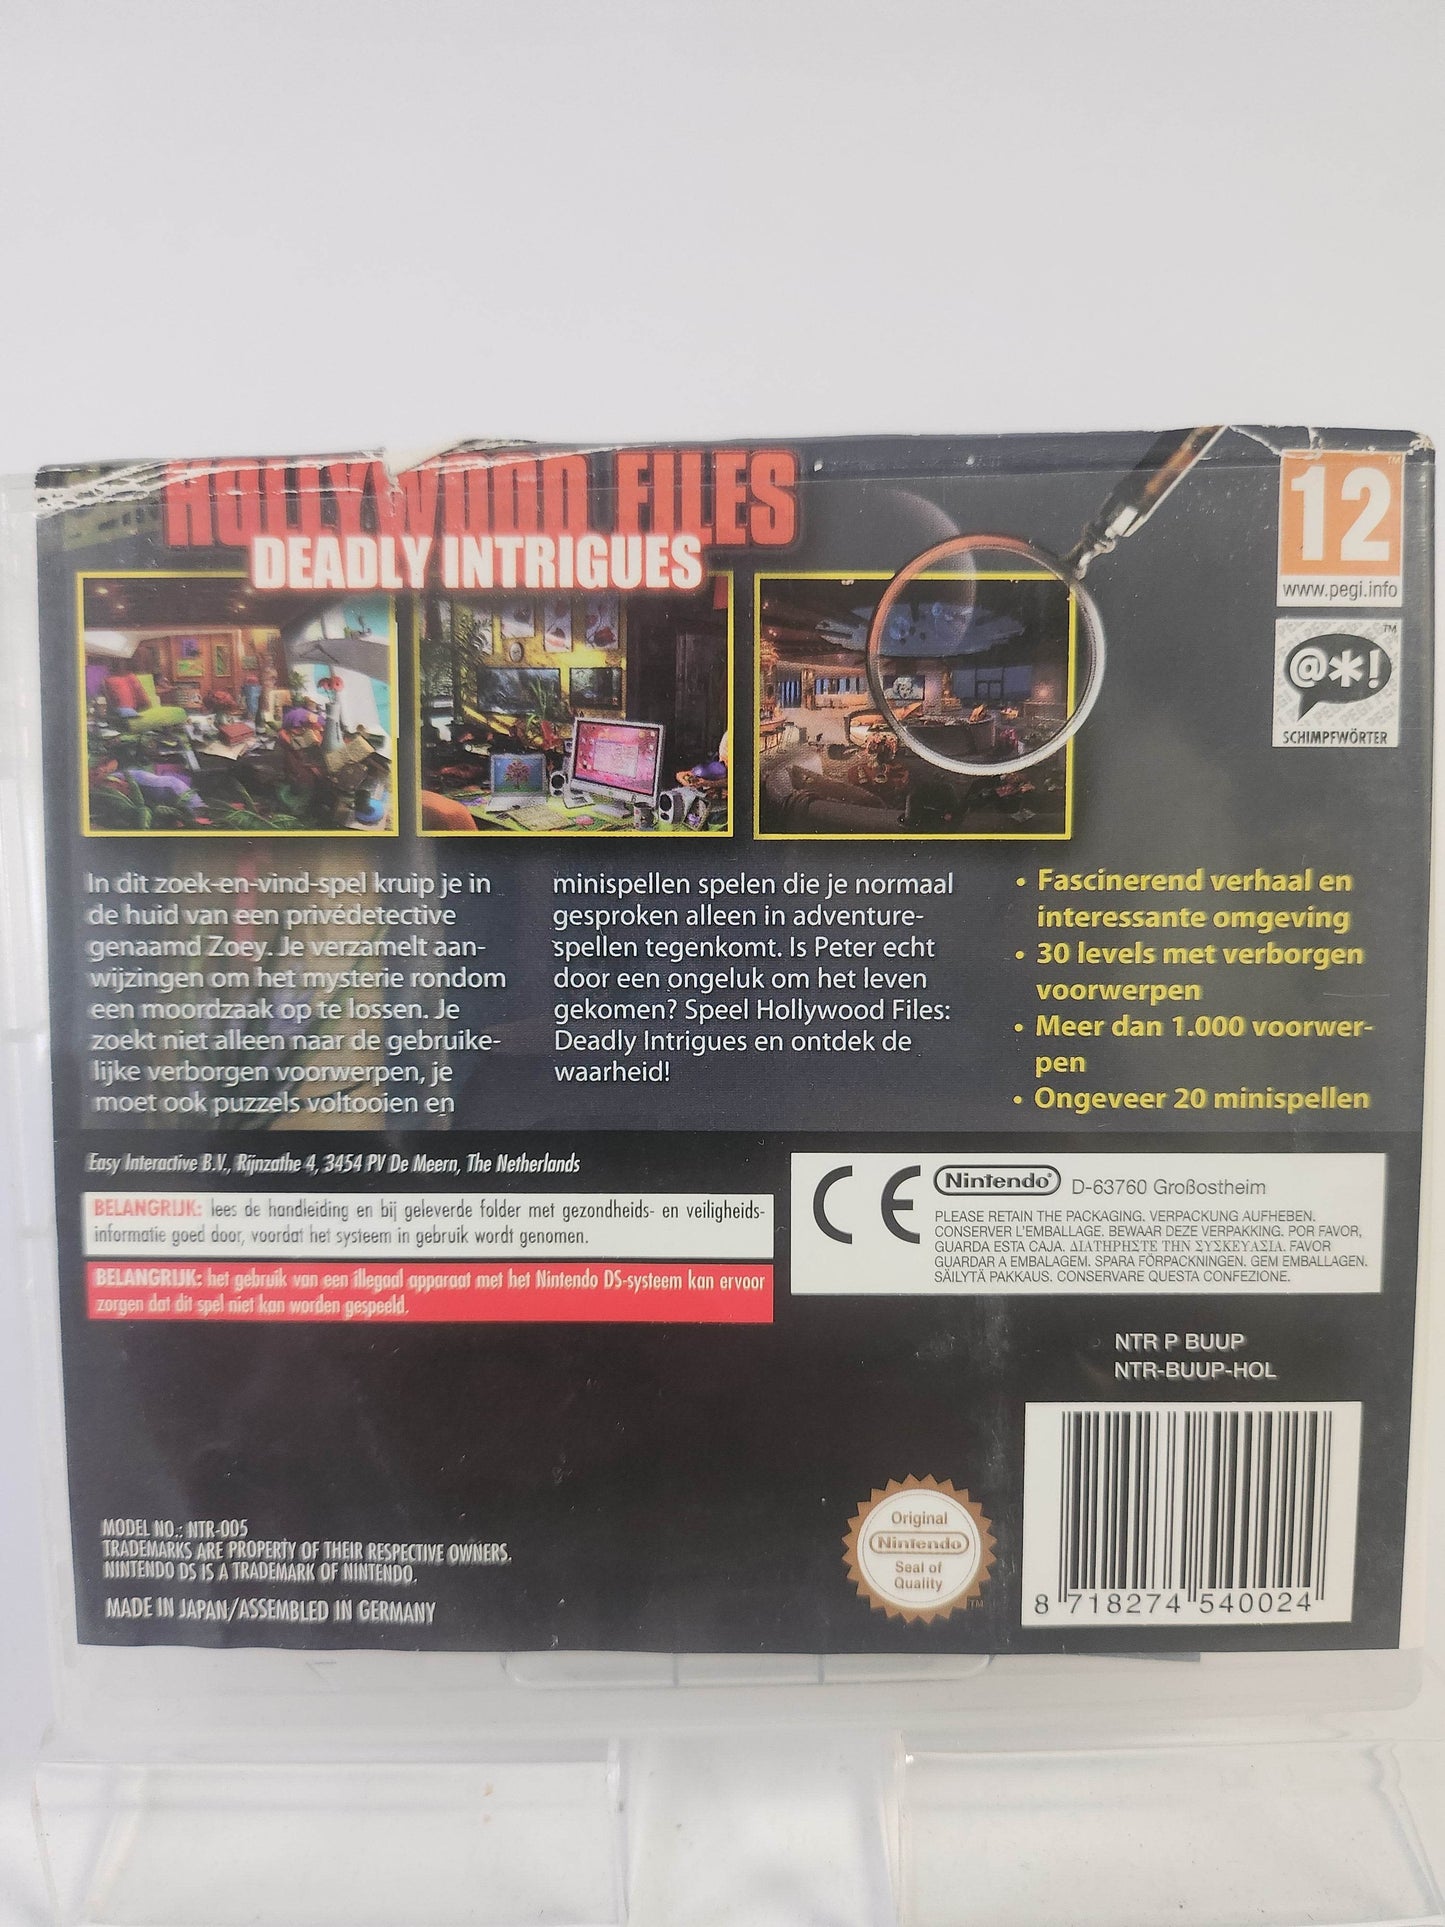 HOLLYWOOD FILES
DEADLY INTRIGUES
12
™
www.pegi.info
@*!
™
SCHIMPFWÖRTER
In dit zoek-en-vind-spel kruip je in
de huid van een privédetective
genaamd Zoey. Je verzamelt aan-
wijzingen om het mysterie rondom
een moordzaak op te lossen. Je
zoekt niet alleen naar de gebruike-
lijke verborgen voorwerpen, je
moet ook puzzels voltooien en
minispellen spelen die je normaal
gesproken alleen in adventure-
spellen tegenkomt. Is Peter echt
door een ongeluk om het leven
gekomen? Speel Hollywood Files:
Deadly Intrigues en ontdek de
waarheid!
• Fascinerend verhaal en
interessante omgeving
• 30 levels met verborgen
voorwerpen
• Meer dan 1.000 voorwer-
pen
• Ongeveer 20 minispellen
Easy Interactive B.V., Rijnzathe 4, 3454 PV De Meern, The Netherlands
BELANGRIJK: lees de handleiding en bij geleverde folder met gezondheids- en veiligheids-
informatie goed door, voordat het systeem in gebruik wordt genomen.
BELANGRIJK: het gebruik van een illegaal apparaat met het Nintendo DS-systeem kan ervoor
zorgen dat dit spel niet kan worden gespeeld.
CE Nintendo® D-63760 Großostheim
PLEASE RETAIN THE PACKAGING. VERPACKUNG AUFHEBEN.
CONSERVER L'EMBALLAGE. BEWAAR DEZE VERPAKKING. POR FAVOR,
GUARDA ESTA CAJA. ΔΙΑΤΗΡΗΣΤΕ ΤΗΝ ΣΥΣΚΕΥΑΣΙΑ. FAVOR
GUARDAR A EMBALAGEM. SPARA FÖRPACKNINGEN. GEM EMBALLAGEN.
SÄILYTÄ PAKKAUS. CONSERVARE QUESTA CONFEZIONE.
NTR P BUUP
NTR-BUUP-HOL
MODEL NO.: NTR-005
TRADEMARKS ARE PROPERTY OF THEIR RESPECTIVE OWNERS.
NINTENDO DS IS A TRADEMARK OF NINTENDO.
MADE IN JAPAN/ASSEMBLED IN GERMANY
Original
Nintendo
Seal of
Quality
™
8 718274 540024